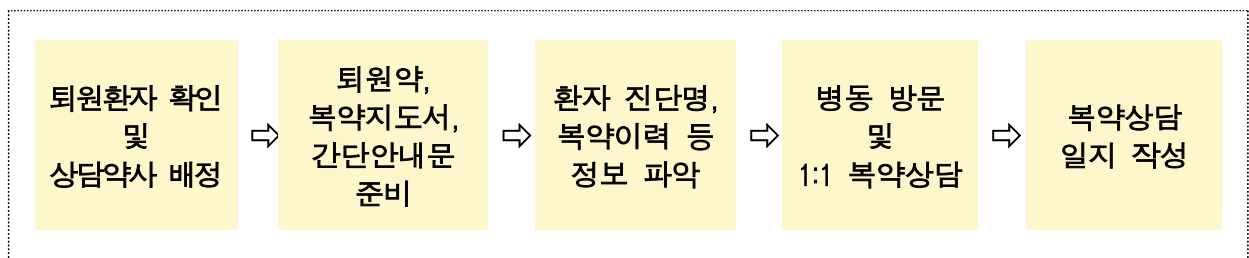 퇴원환자 확인
및
상담약사 배정
⇨
퇴원약,
복약지도서,
간단안내문
준비
⇨
환자 진단명,
복약이력 등
정보 파악
⇨
병동 방문
및
1:1 복약상담
⇨
복약상담
일지 작성